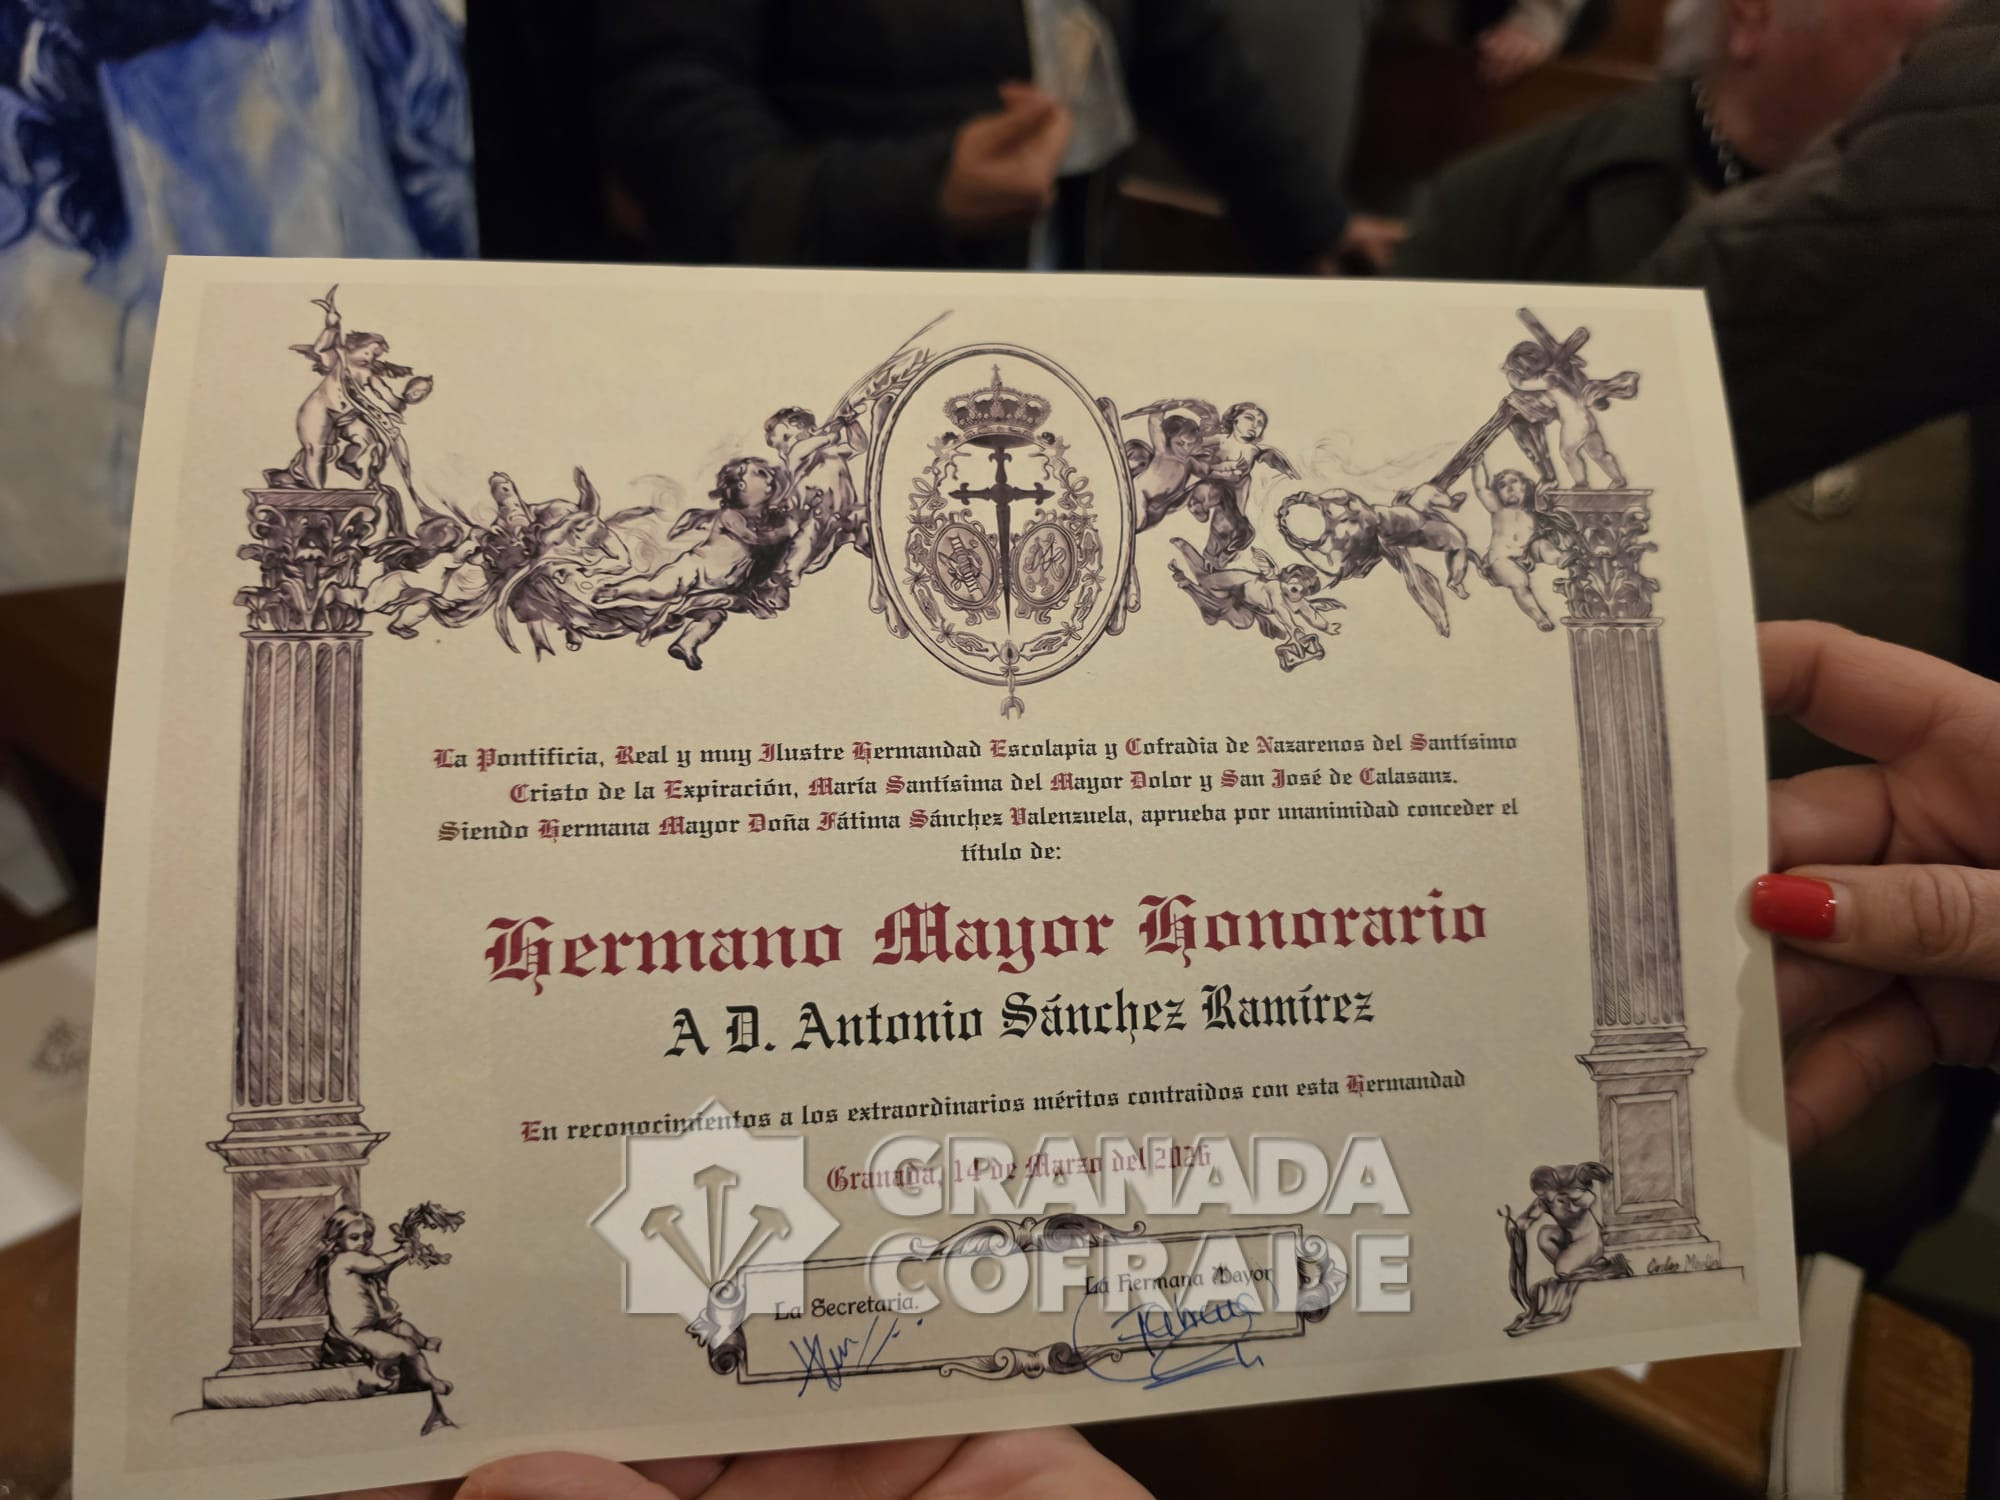 La Pontificia, Real y muy Ilustre Hermandad Escolapia y Cofradia de Nazarenos del Santísimo
Cristo de la Expiración, María Santísima del Mayor Dolor y San José de Calasanz.
Siendo Hermana Mayor Doña Fátima Sánchez Valenzuela, aprueba por unanimidad conceder el
título de:
Hermano Mayor Honorario
A D. Antonio Sánchez Ramírez
En reconocimientos a los extraordinarios méritos contraidos con esta Hermandad
Granada, 14 de Marzo del 2026
GRANADA
COFRADE
La Secretaria.
La Hermana Mayor